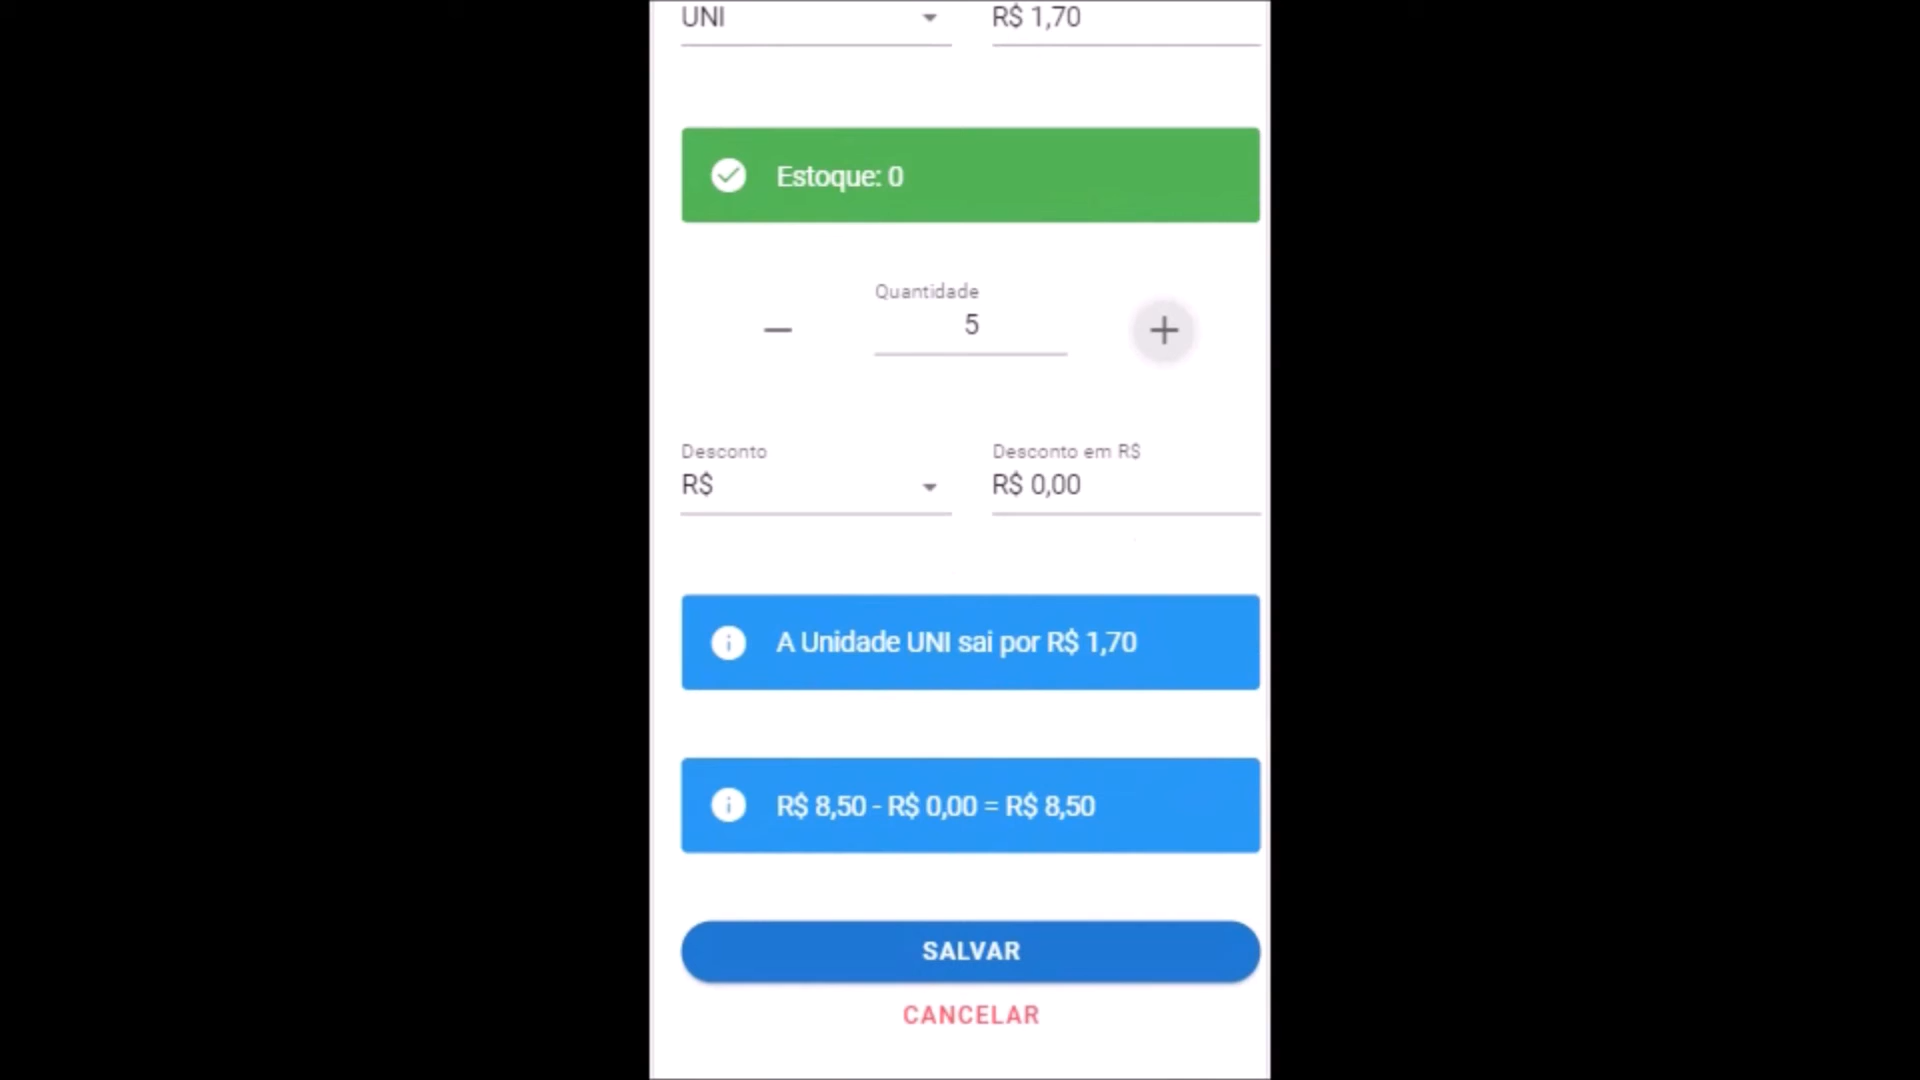 UNI
R$ 1,70
Estoque: 0
Quantidade
5
Desconto
R$
Desconto em R$
R$ 0,00
A Unidade UNI sai por R$ 1,70
R$ 8,50 - R$ 0,00 = R$ 8,50
SALVAR
CANCELAR